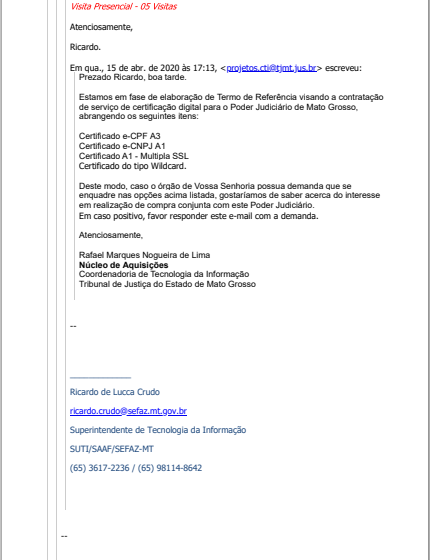 Visita Presencial - 05 Visitas
Atenciosamente,
Ricardo.
Em qua., 15 de abr. de 2020 às 17:13, <projetos.cti@tjmt.jus.br> escreveu:
Prezado Ricardo, boa tarde.
Estamos em fase de elaboração de Termo de Referência visando a contratação
de serviço de certificação digital para o Poder Judiciário de Mato Grosso,
abrangendo os seguintes itens:
Certificado e-CPF A3
Certificado e-CNPJ A1
Certificado A1 - Multipla SSL
Certificado do tipo Wildcard.
Deste modo, caso o órgão de Vossa Senhoria possua demanda que se
enquadre nas opções acima listada, gostaríamos de saber acerca do interesse
em realização de compra conjunta com este Poder Judiciário.
Em caso positivo, favor responder este e-mail com a demanda.
Atenciosamente,
Rafael Marques Nogueira de Lima
Núcleo de Aquisições
Coordenadoria de Tecnologia da Informação
Tribunal de Justiça do Estado de Mato Grosso
--
_______________
Ricardo de Lucca Crudo
ricardo.crudo@sefaz.mt.gov.br
Superintendente de Tecnologia da Informação
SUTI/SAAF/SEFAZ-MT
(65) 3617-2236 / (65) 98114-8642
--